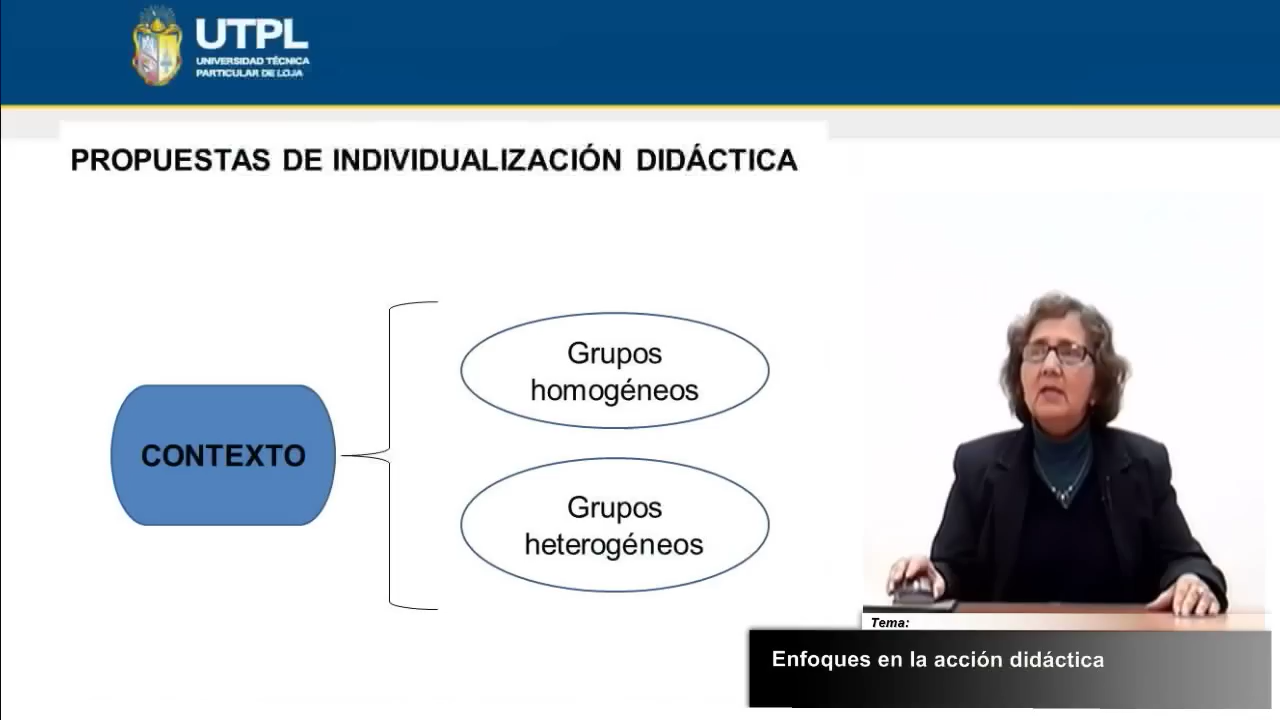 UTPL
UNIVERSIDAD TÉCNICA
PARTICULAR DE LOJA
PROPUESTAS DE INDIVIDUALIZACIÓN DIDÁCTICA
CONTEXTO
Grupos
homogéneos
Grupos
heterogéneos
Tema:
Enfoques en la acción didáctica